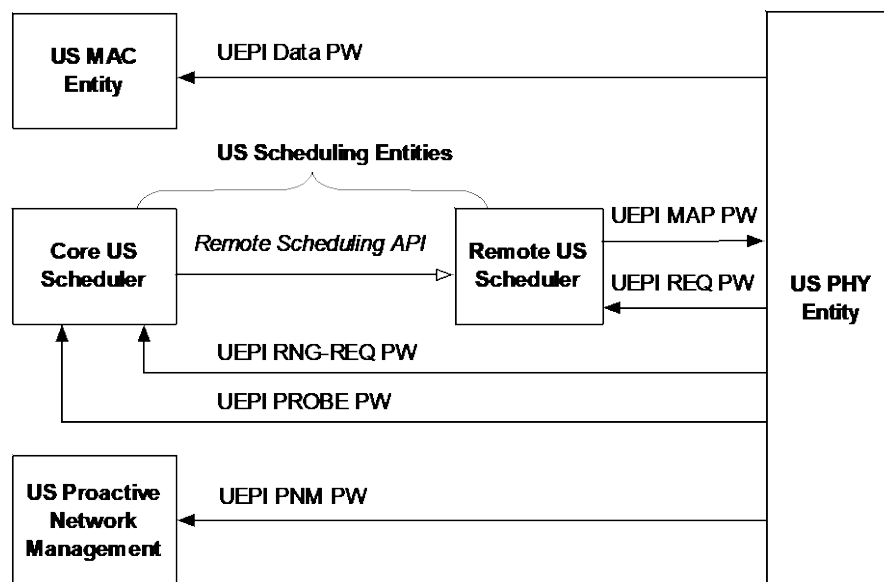 US MAC
Entity
UEPI Data PW
US Scheduling Entities
Core US
Scheduler
Remote Scheduling API
Remote US
Scheduler
UEPI MAP PW
UEPI REQ PW
US PHY
Entity
UEPI RNG-REQ PW
UEPI PROBE PW
US Proactive
Network
Management
UEPI PNM PW